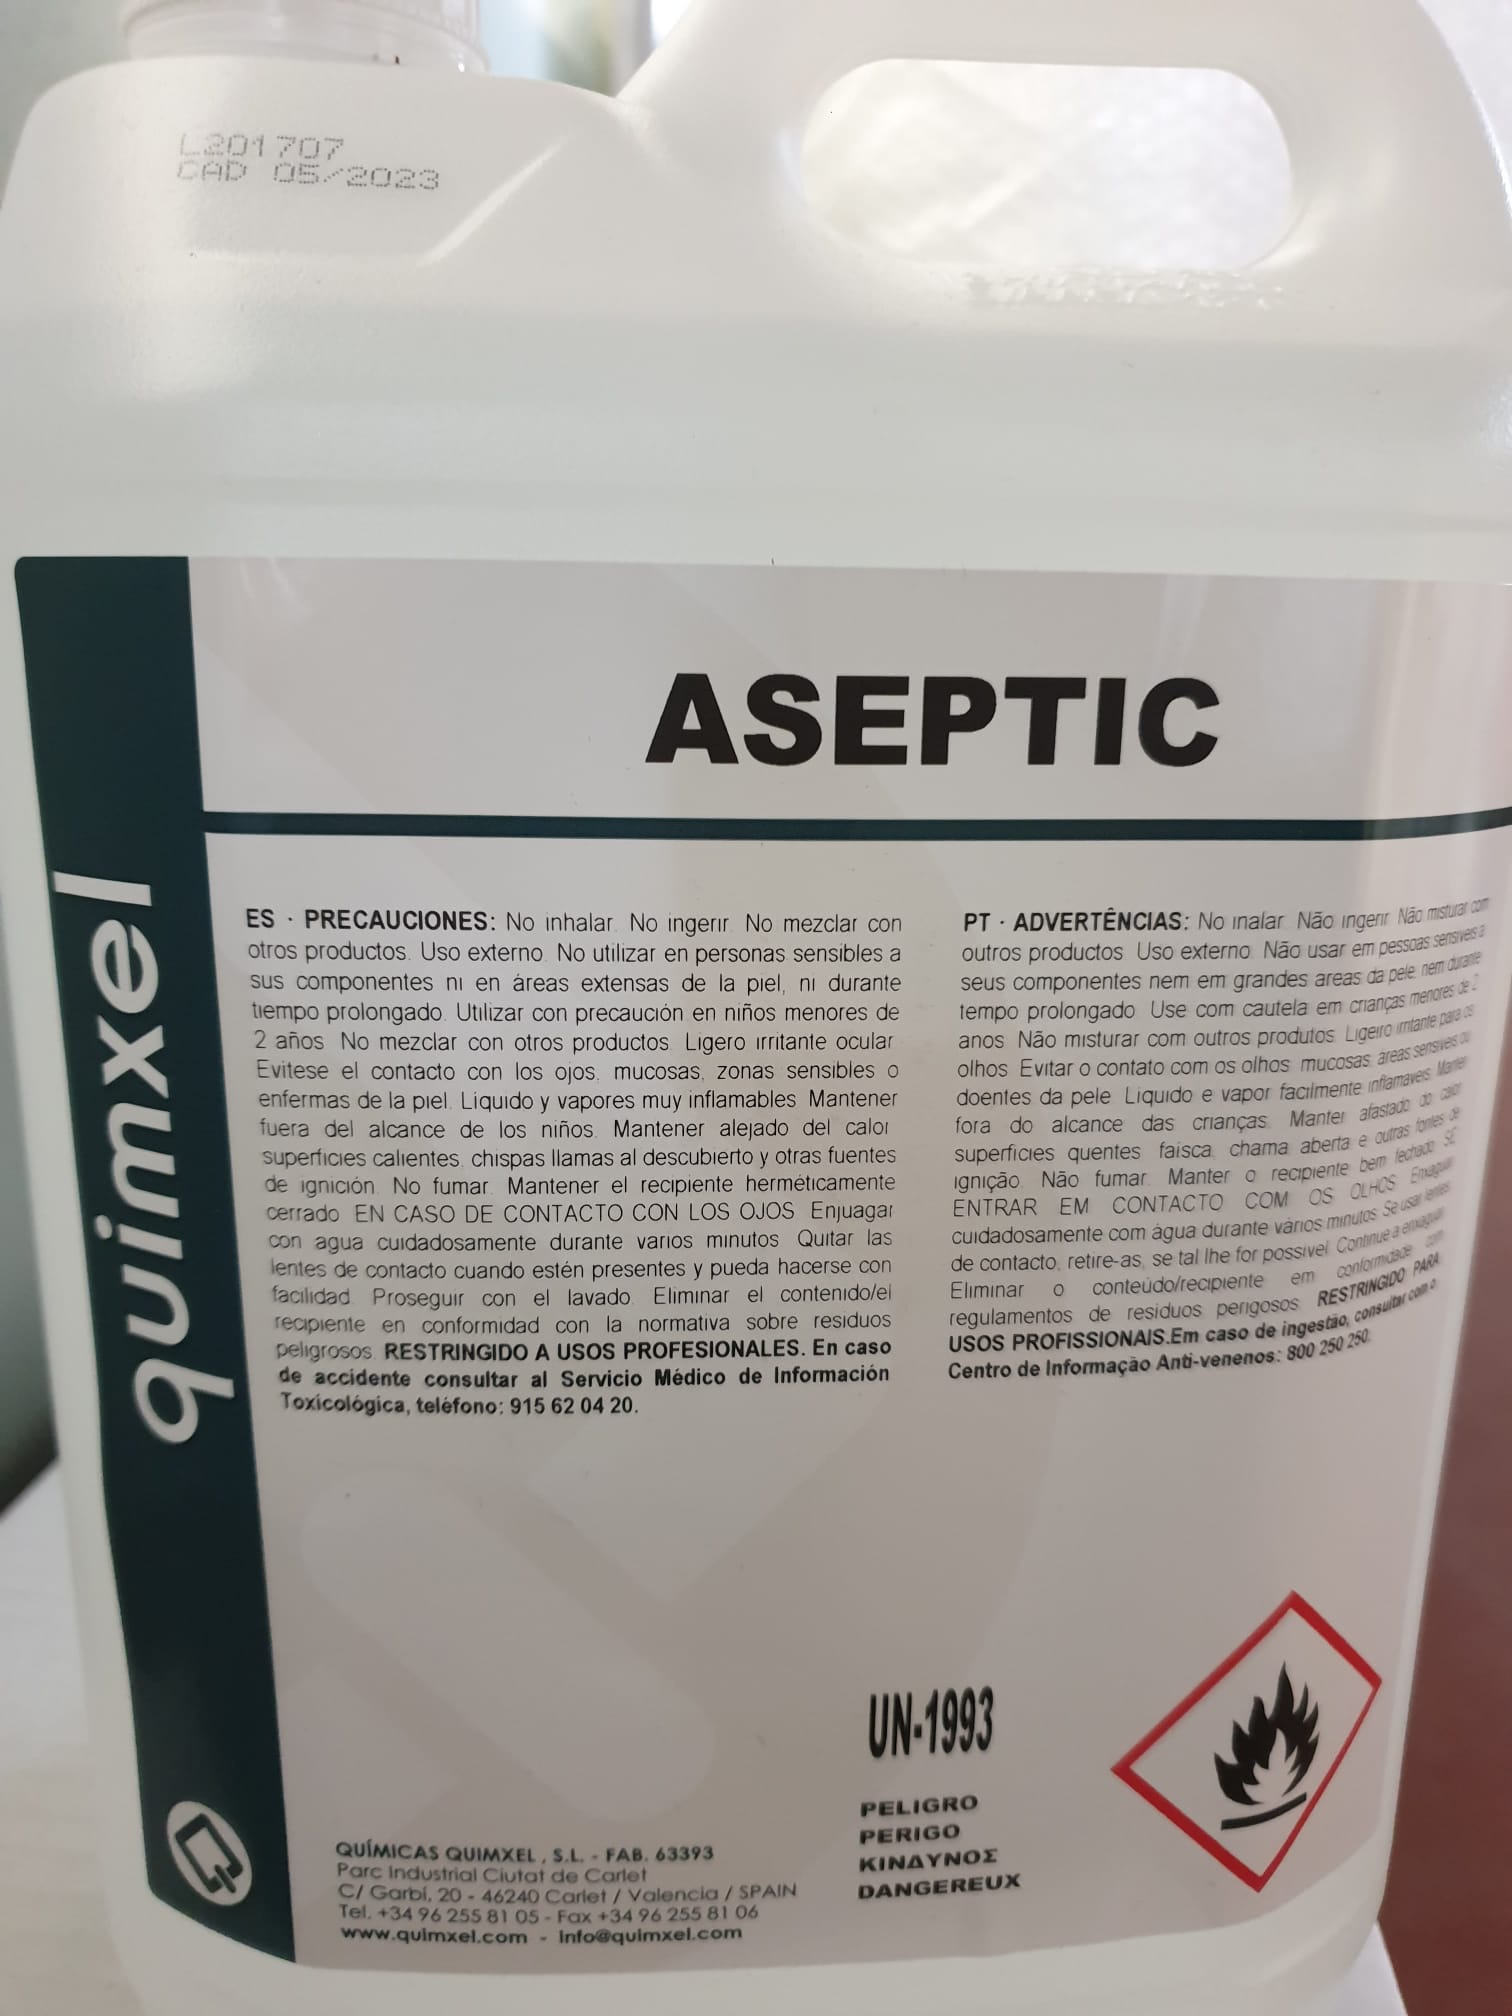 L201707
CAD 05/2023
ASEPTIC
quimxel
ES · PRECAUCIONES: No inhalar. No ingerir. No mezclar con
otros productos. Uso externo. No utilizar en personas sensibles a
sus componentes ni en áreas extensas de la piel, ni durante
tiempo prolongado. Utilizar con precaución en niños menores de
2 años. No mezclar con otros productos. Ligero irritante ocular.
Evitese el contacto con los ojos, mucosas, zonas sensibles o
enfermas de la piel. Liquido y vapores muy inflamables. Mantener
fuera del alcance de los niños. Mantener alejado del calor
superficies calientes, chispas llamas al descubierto y otras fuentes
de ignición. No fumar. Mantener el recipiente herméticamente
cerrado. EN CASO DE CONTACTO CON LOS OJOS. Enjuagar
con agua cuidadosamente durante varios minutos. Quitar las
lentes de contacto cuando estén presentes y pueda hacerse con
facilidad. Proseguir con el lavado. Eliminar el contenido/el
recipiente en conformidad con la normativa sobre residuos
peligrosos. RESTRINGIDO A USOS PROFESIONALES. En caso
de accidente consultar al Servicio Médico de Información
Toxicológica, teléfono: 915 62 04 20.
PT · ADVERTÊNCIAS: No inalar. Não ingerir. Não misturar com
outros productos. Uso externo. Não usar em pessoas sensiveis a
seus componentes nem em grandes areas da pele, nem durante
tempo prolongado. Use com cautela em crianças menores de 2
anos. Não misturar com outros produtos. Ligeiro irritante para os
olhos. Evitar o contato com os olhos, mucosas, areas sensiveis ou
doentes da pele. Liquido e vapor facilmente inflamaveis. Manter
fora do alcance das crianças. Manter afastado do calor
superficies quentes, faisca, chama aberta e outras fontes de
ignição. Não fumar. Manter o recipiente bem fechado. SE
ENTRAR EM CONTACTO COM OS OLHOS. Enxaguar
cuidadosamente com água durante vários minutos. Se usar lentes
de contacto, retire-as, se tal lhe for possivel. Continue a enxaguar
Eliminar o conteúdo/recipiente em conformidade com
regulamentos de residuos perigosos. RESTRINGIDO PARA
USOS PROFISSIONAIS.Em caso de ingestão, consultar com o
Centro de Informação Anti-venenos: 800 250 250.
UN-1993
PELIGRO
PERIGO
ΚΙΝΔΥΝΟΣ
DANGEREUX
QUÍMICAS QUIMXEL , S.L. - FAB. 63393
Parc Industrial Ciutat de Carlet
C/ Garbí, 20 - 46240 Carlet / Valencia / SPAIN
Tel. +34 96 255 81 05 - Fax +34 96 255 81 06
www.quimxel.com - info@quimxel.com